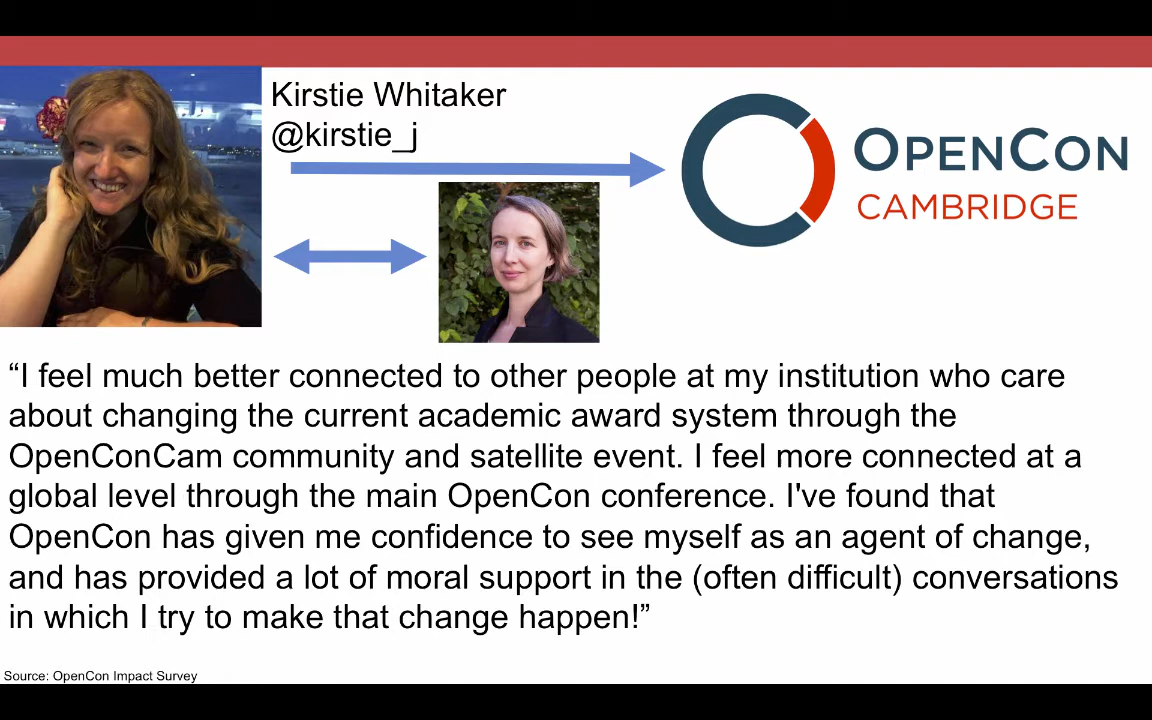 Kirstie Whitaker
@kirstie_j
OPENCON
CAMBRIDGE
“I feel much better connected to other people at my institution who care
about changing the current academic award system through the
OpenConCam community and satellite event. I feel more connected at a
global level through the main OpenCon conference. I've found that
OpenCon has given me confidence to see myself as an agent of change,
and has provided a lot of moral support in the (often difficult) conversations
in which I try to make that change happen!”
Source: OpenCon Impact Survey